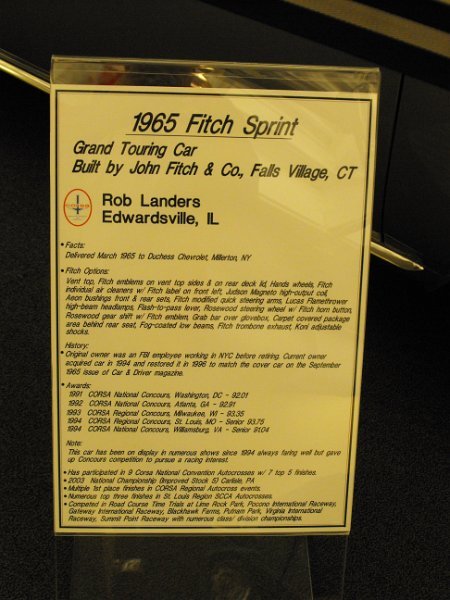 1965 Fitch Sprint
Grand Touring Car
Built by John Fitch & Co., Falls Village, CT
Rob Landers
Edwardsville, IL
• Facts:
Delivered March 1965 to Duchess Chevrolet, Millerton, NY
• Fitch Options:
Vent top, Fitch emblems on vent top sides & on rear deck lid, Hands wheels, Fitch
individual air cleaners w/ Fitch label on front left, Judson Magneto high-output coil,
Aeon bushings front & rear sets, Fitch modified quick steering arms, Lucas Flamethrower
high-beam headlamps, Flash-to-pass lever, Rosewood steering wheel w/ Fitch horn button,
Rosewood gear shift w/ Fitch emblem, Grab bar over glovebox, Carpet covered package
area behind rear seat, Fog-coated low beams, Fitch trombone exhaust, Koni adjustable
shocks.
History:
• Original owner was an FBI employee working in NYC before retiring. Current owner
acquired car in 1994 and restored it in 1996 to match the cover car on the September
1965 issue of Car & Driver magazine.
• Awards:
1991 CORSA National Concours, Washington, DC - 92.01
1992 CORSA National Concours, Atlanta, GA - 92.91
1993 CORSA Regional Concours, Milwaukee, WI - 93.35
1994 CORSA Regional Concours, St. Louis, MO - Senior 93.75
1994 CORSA National Concours, Williamsburg, VA - Senior 91.04
Note:
This car has been on display in numerous shows since 1994 always faring well but gave
up Concours competition to pursue a racing interest.
• Has participated in 9 Corsa National Convention Autocrosses w/ 7 top 5 finishes.
• 2003 National Championship (Improved Stock 5) Carlisle, PA
• Multiple 1st place finishes in CORSA Regional Autocross events.
• Numerous top three finishes in St. Louis Region SCCA Autocrosses.
• Competed in Road Course Time Trials at Lime Rock Park, Pocono International Raceway,
Gateway International Raceway, Blackhawk Farms, Putnam Park, Virginia International
Raceway, Summit Point Raceway with numerous class/ division championships.